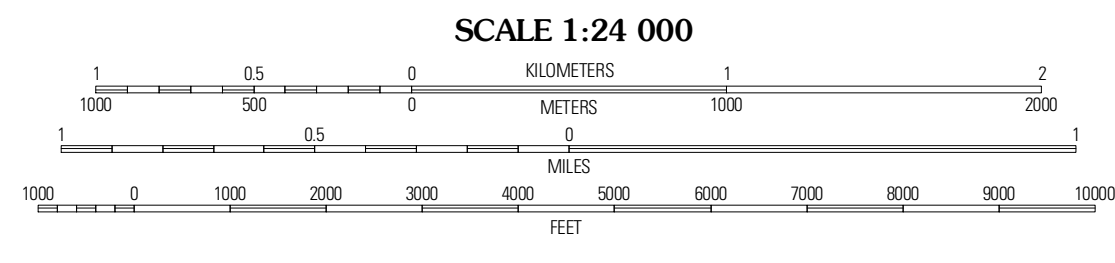 SCALE 1:24 000
1 0.5 0 KILOMETERS 1 2
1000 500 0 METERS 1000 2000
1 0.5 0 1
MILES
1000 0 1000 2000 3000 4000 5000 6000 7000 8000 9000 10000
FEET